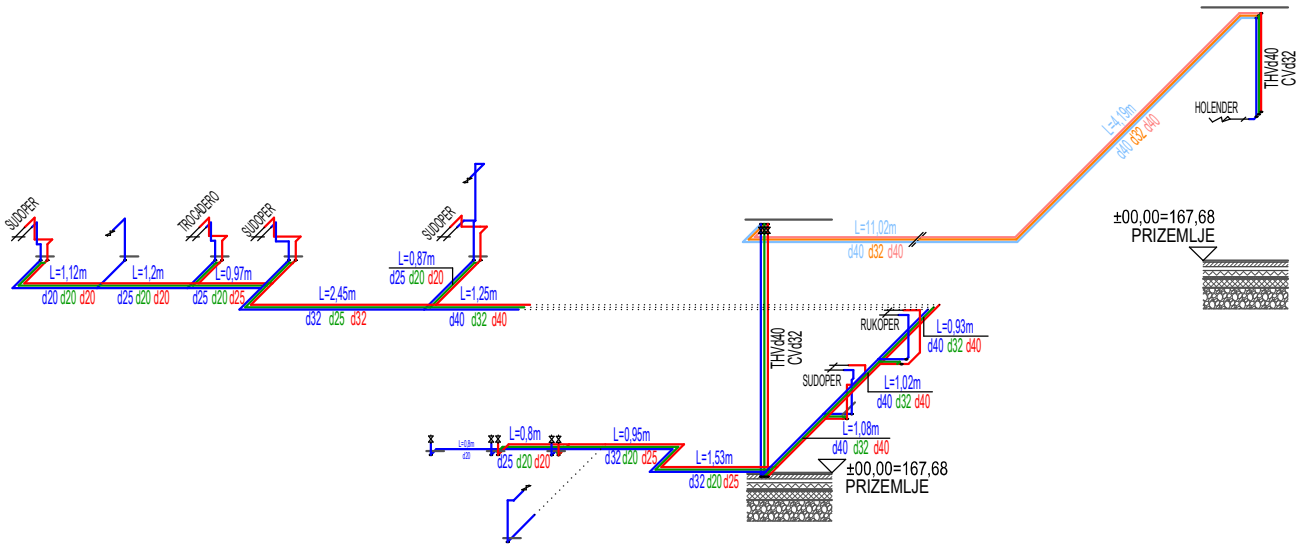 THVd40
CVd32
HOLENDER
L=4,19m
d40 d32 d40
±00,00=167,68
PRIZEMLJE
L=11,02m
d40 d32 d40
SUDOPER
TROCADERO
SUDOPER
SUDOPER
L=0,87m
d25 d20 d20
L=1,12m
d20 d20 d20
L=1,2m
d25 d20 d20
L=0,97m
d25 d20 d25
L=2,45m
d32 d25 d32
L=1,25m
d40 d32 d40
RUKOPER
L=0,93m
d40 d32 d40
THVd40
CVd32
SUDOPER
L=1,02m
d40 d32 d40
L=1,08m
d40 d32 d40
L=0,8m
d20
L=0,8m
d25 d20 d20
L=0,95m
d32 d20 d25
L=1,53m
d32 d20 d25
±00,00=167,68
PRIZEMLJE